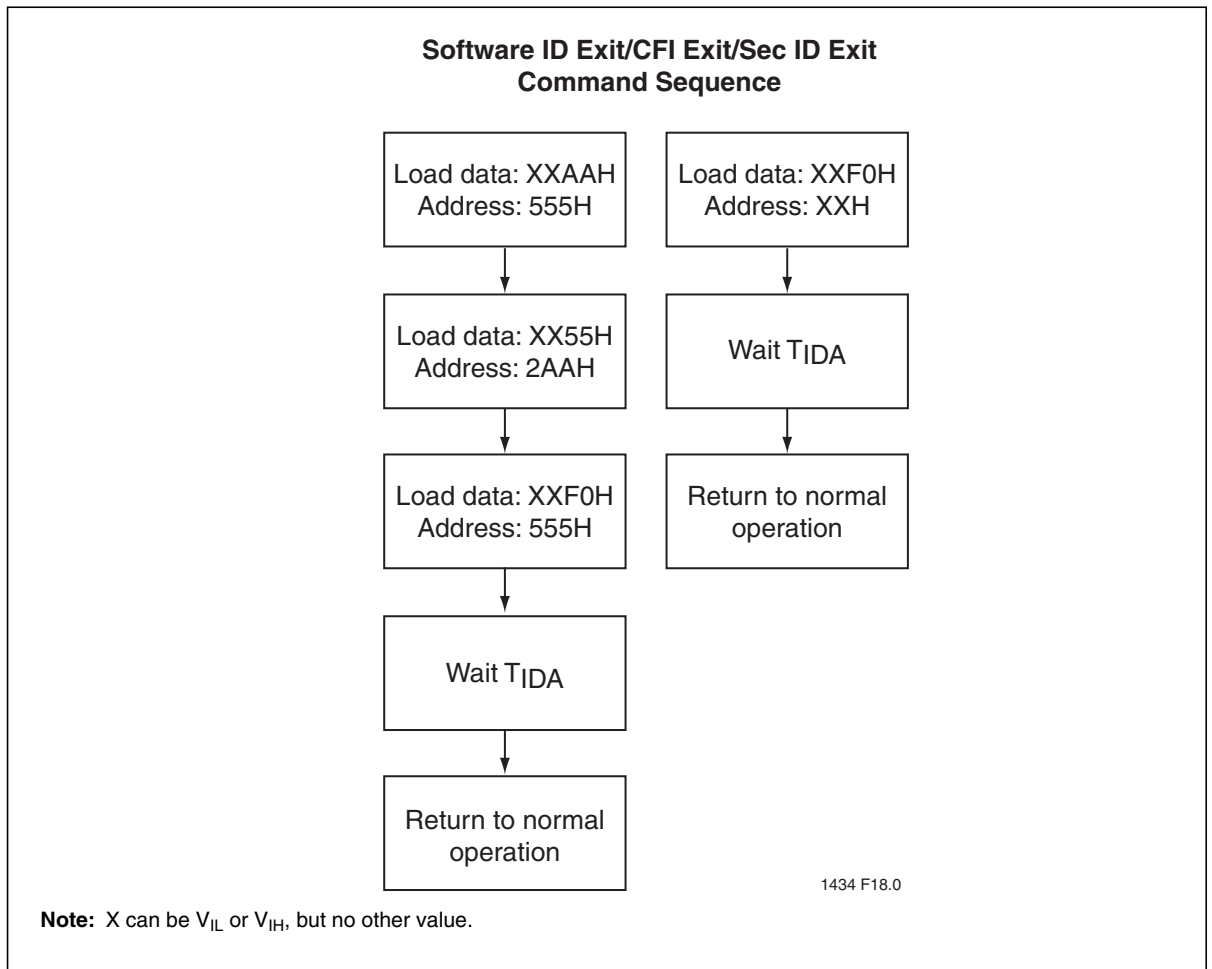 Software ID Exit/CFI Exit/Sec ID Exit
Command Sequence
Load data: XXAAH
Address: 555H
Load data: XX55H
Address: 2AAH
Load data: XXF0H
Address: 555H
Wait TIDA
Return to normal
operation
Load data: XXF0H
Address: XXH
Wait TIDA
Return to normal
operation
1434 F18.0
Note: X can be VIL or VIH, but no other value.